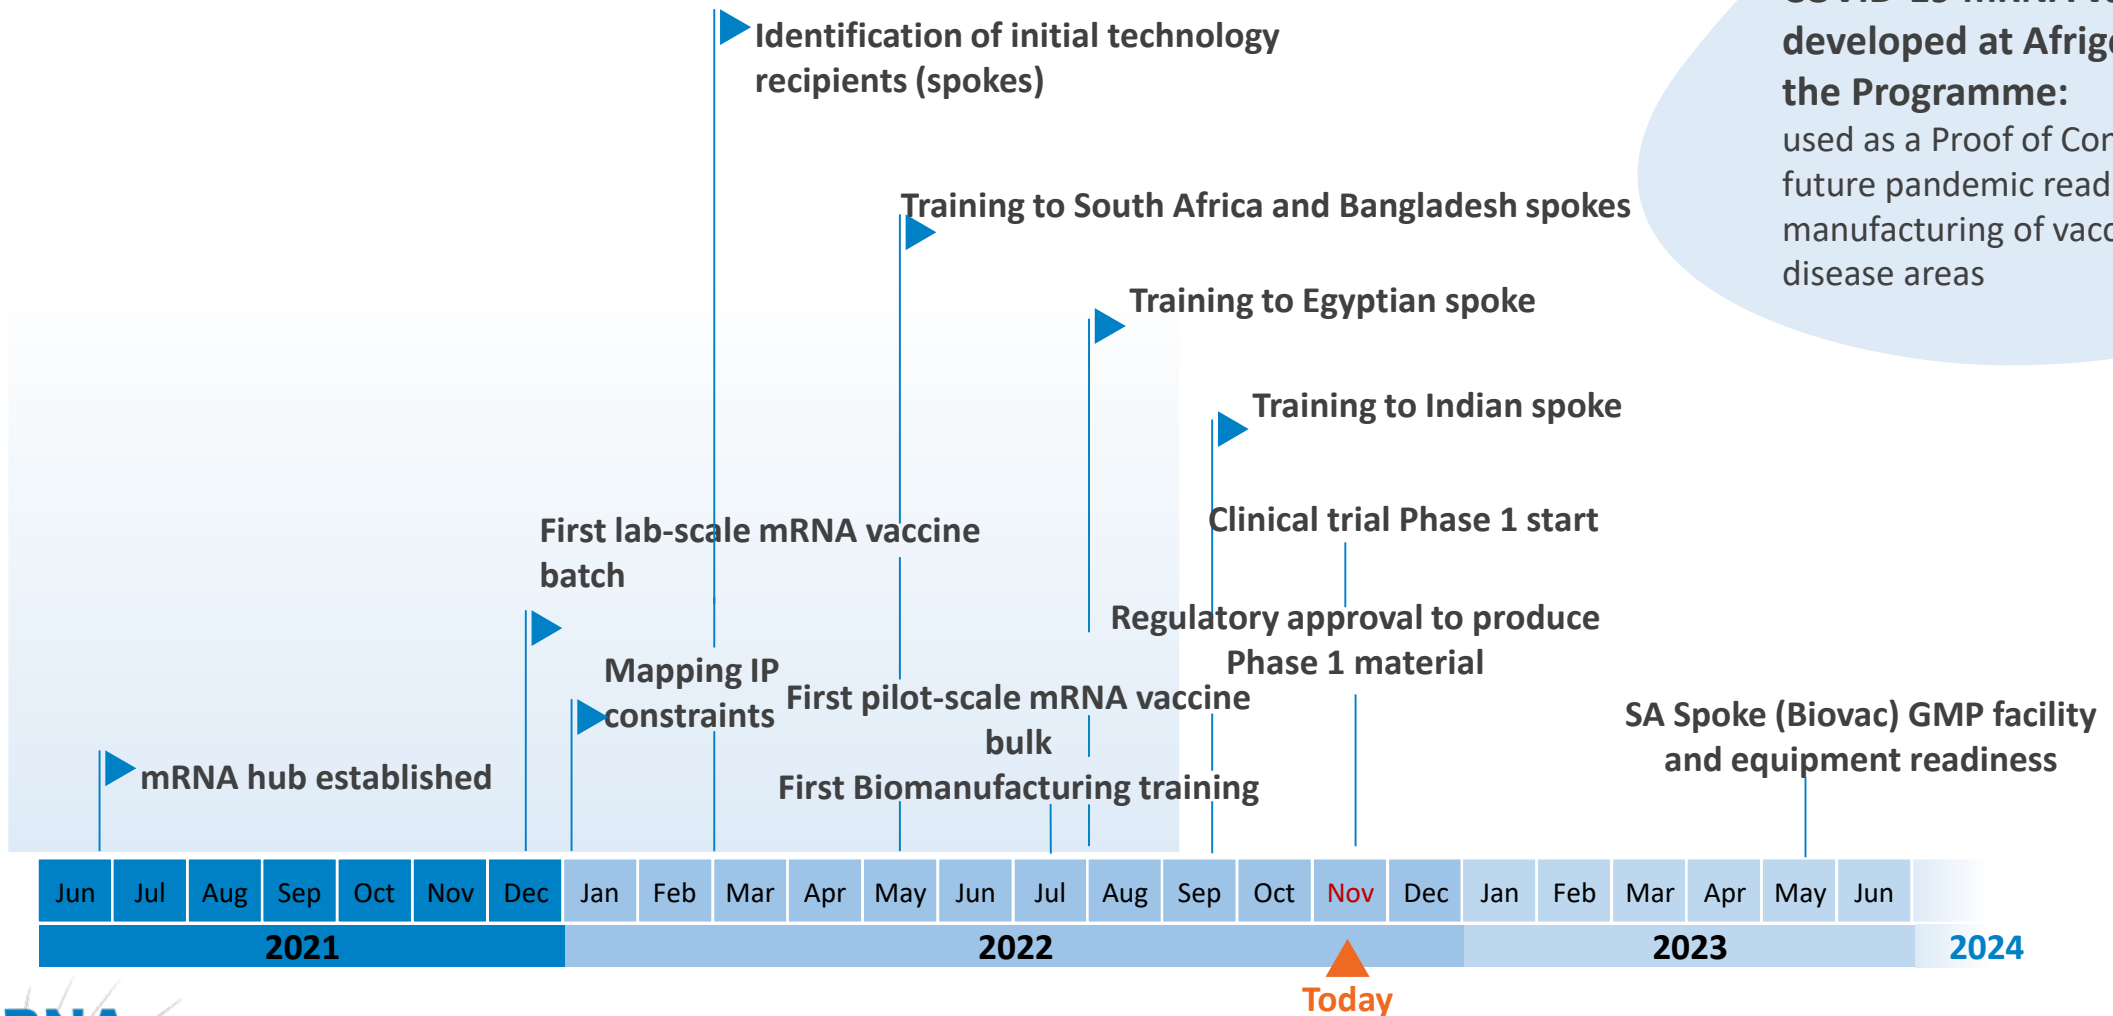 Identification of initial technology
recipients (spokes)
developed at
the Programme:
used as a Proof of
future pandemic
manufacturing of
disease areas
Training to South Africa and Bangladesh spokes
Training to Egyptian spoke
Training to Indian spoke
Clinical trial Phase 1 start
First lab-scale mRNA vaccine
batch
Regulatory approval to produce
Phase 1 material
Mapping IP
constraints
First pilot-scale mRNA vaccine
bulk
First Biomanufacturing training
SA Spoke (Biovac) GMP facility
and equipment readiness
mRNA hub established
Jun Jul Aug Sep Oct Nov Dec Jan Feb Mar Apr May Jun Jul Aug Sep Oct Nov Dec Jan Feb Mar Apr May Jun
2021 2022 2023 2024
Today